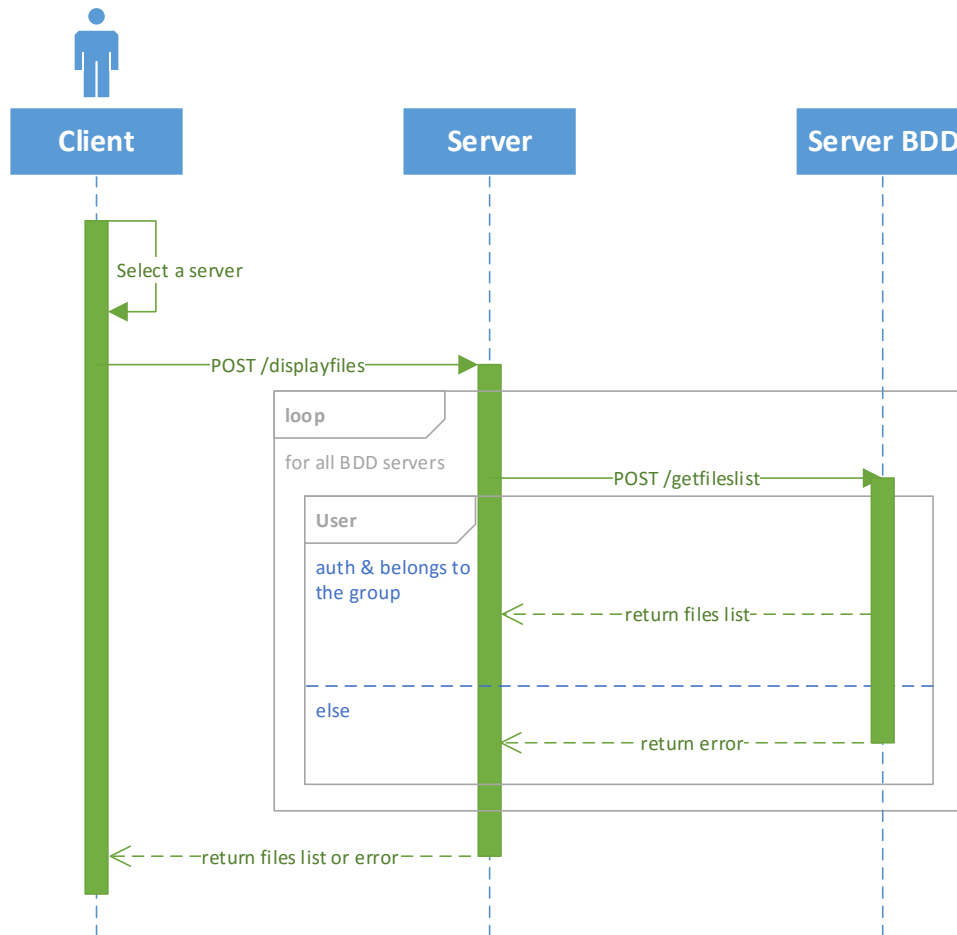 Client
Server
Server BDD
Select a server
POST /displayfiles
loop
for all BDD servers
POST /getfileslist
User
auth & belongs to
the group
return files list
else
return error
return files list or error